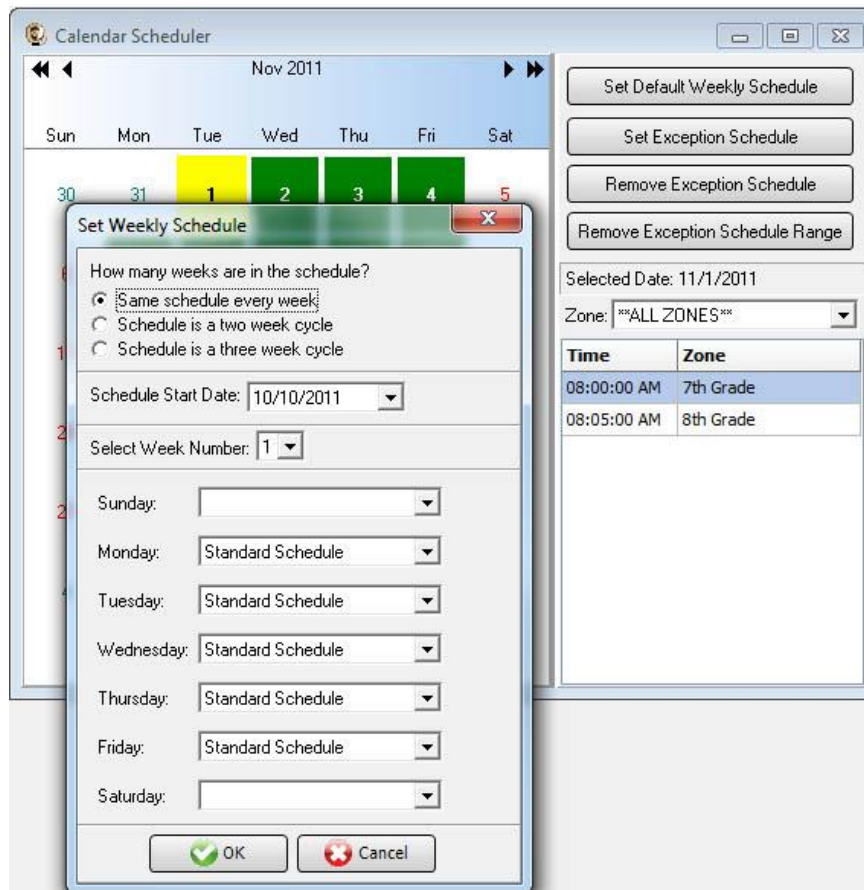 Calendar Scheduler
Nov 2011
Sun Mon Tue Wed Thu Fri Sat
30 31 1 2 3 4 5
Set Default Weekly Schedule
Set Exception Schedule
Remove Exception Schedule
Remove Exception Schedule Range
Selected Date: 11/1/2011
Zone: **ALL ZONES**
Time Zone
08:00:00 AM 7th Grade
08:05:00 AM 8th Grade
Set Weekly Schedule
How many weeks are in the schedule?
Same schedule every week
Schedule is a two week cycle
Schedule is a three week cycle
Schedule Start Date: 10/10/2011
Select Week Number: 1
Sunday:
Monday: Standard Schedule
Tuesday: Standard Schedule
Wednesday: Standard Schedule
Thursday: Standard Schedule
Friday: Standard Schedule
Saturday:
OK Cancel